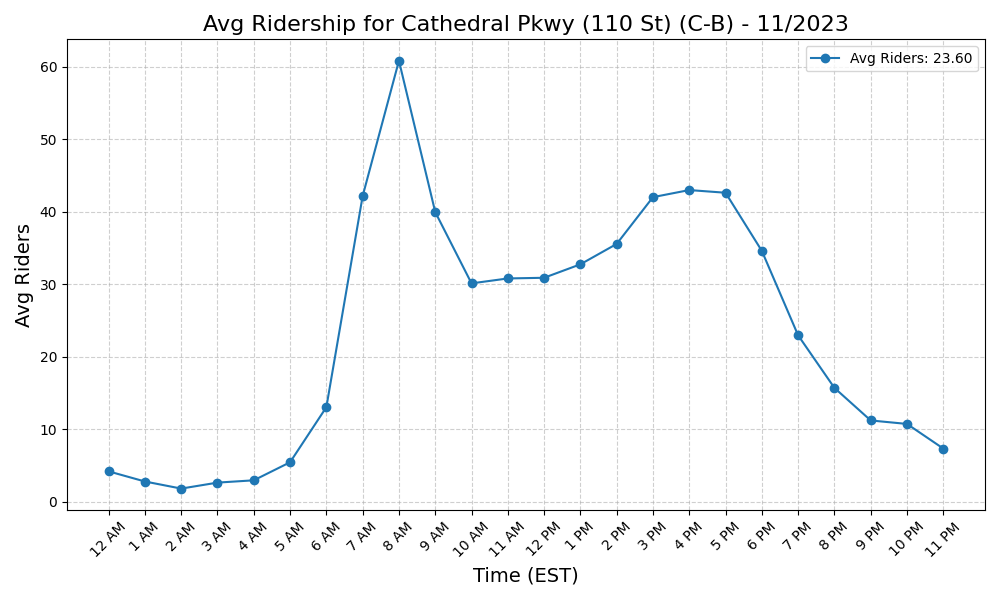 Avg Ridership for Cathedral Pkwy (110 St) (C-B) - 11/2023
Avg Riders: 23.60
Avg Riders
60
50
40
30
20
10
0
12 AM
1 AM
2 AM
3 AM
4 AM
5 AM
6 AM
7 AM
8 AM
9 AM
10 AM
11 AM
12 PM
1 PM
2 PM
3 PM
4 PM
5 PM
6 PM
7 PM
8 PM
9 PM
10 PM
11 PM
Time (EST)